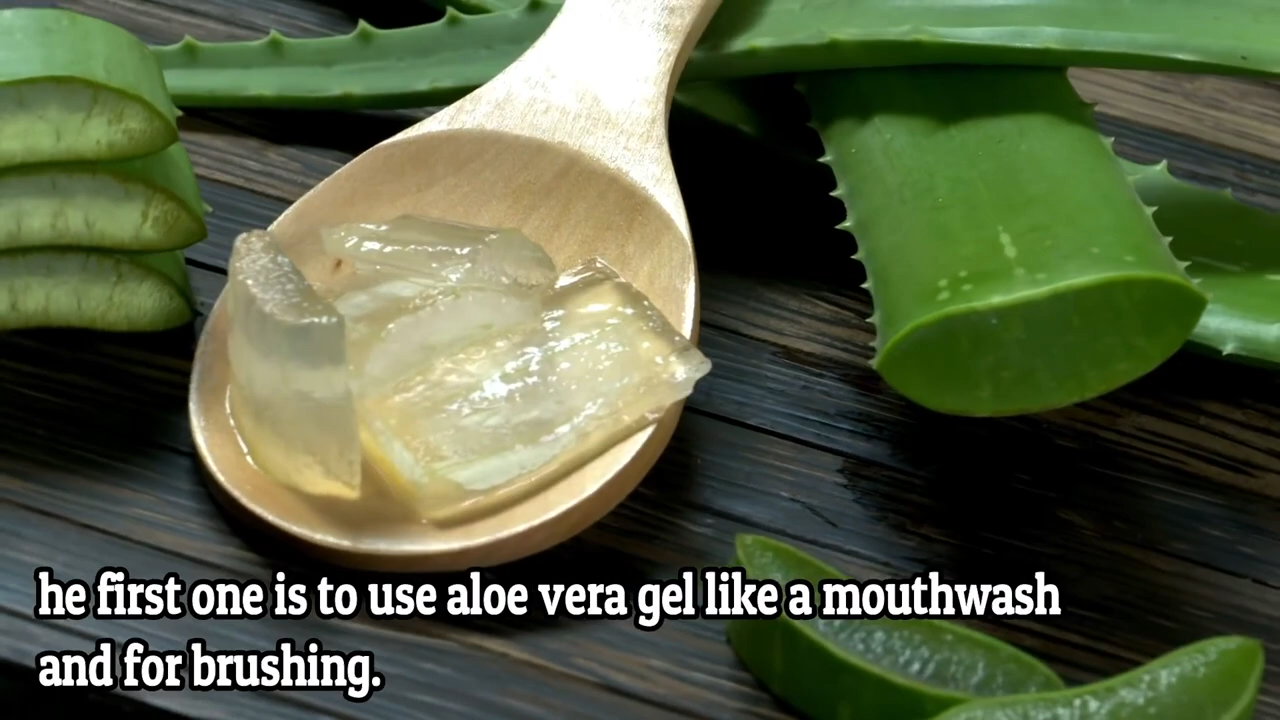 he first one is to use aloe vera gel like a mouthwash
and for brushing.